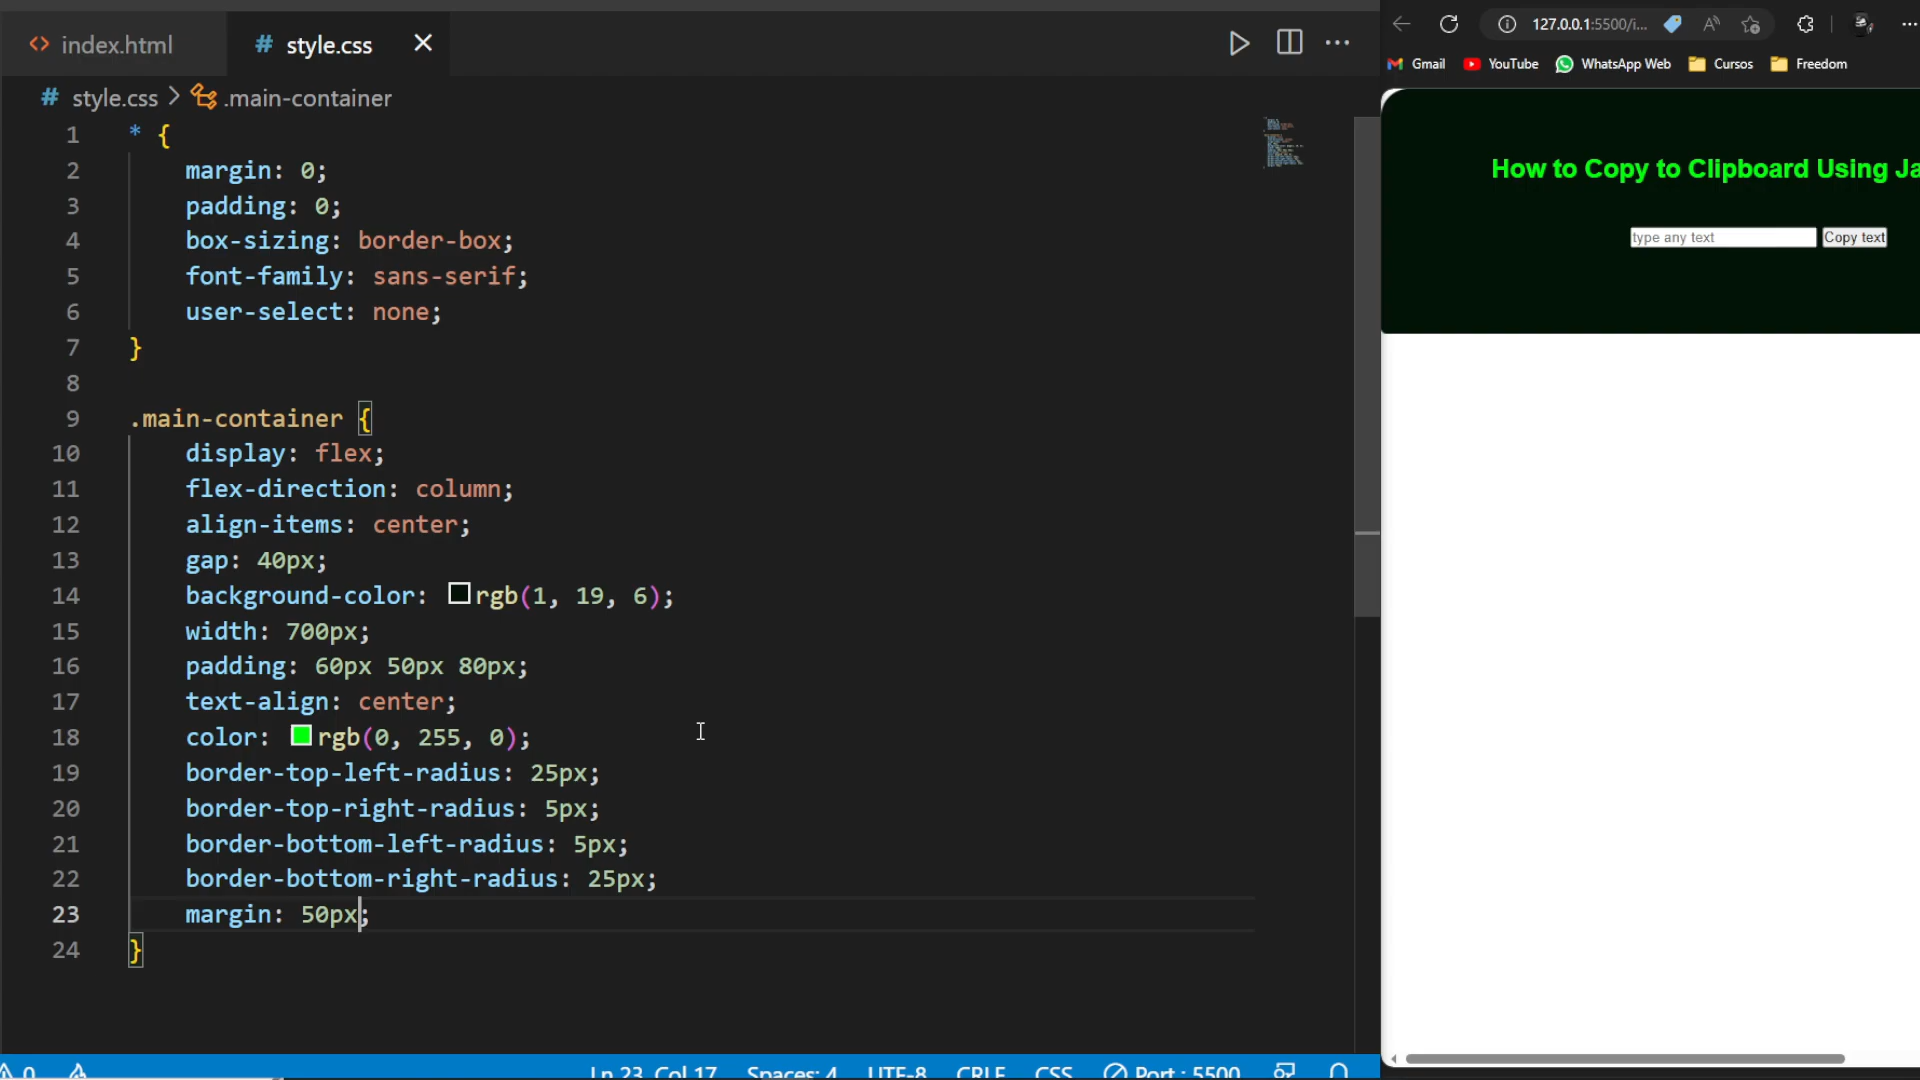 index.html
# style.css
# style.css > .main-container
1 * {
2 margin: 0;
3 padding: 0;
4 box-sizing: border-box;
5 font-family: sans-serif;
6 user-select: none;
7 }
8
9 .main-container {
10 display: flex;
11 flex-direction: column;
12 align-items: center;
13 gap: 40px;
14 background-color: rgb(1, 19, 6);
15 width: 700px;
16 padding: 60px 50px 80px;
17 text-align: center;
18 color: rgb(0, 255, 0);
19 border-top-left-radius: 25px;
20 border-top-right-radius: 5px;
21 border-bottom-left-radius: 5px;
22 border-bottom-right-radius: 25px;
23 margin: 50px;
24 }
0 Ln 23, Col 17 Spaces: 4 UTF-8 CRLF CSS Port : 5500
127.0.0.1:5500/i...
Gmail YouTube WhatsApp Web Cursos Freedom
How to Copy to Clipboard Using Ja
type any text Copy text